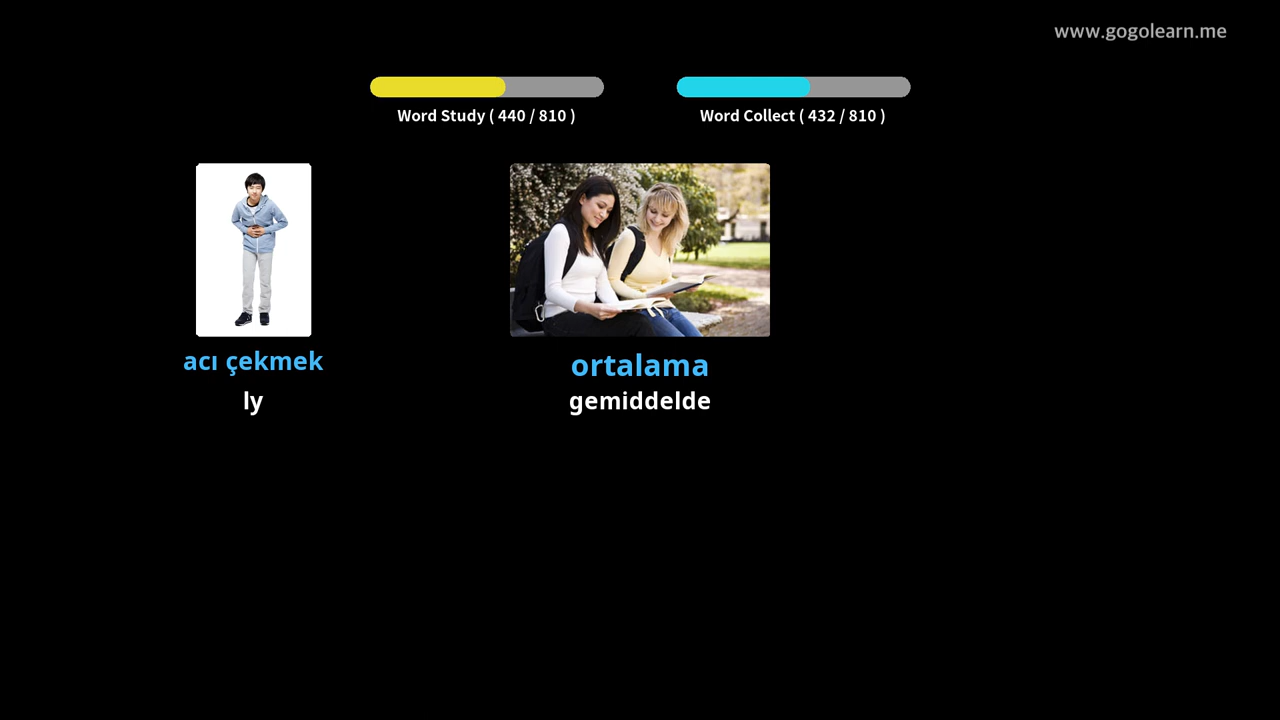 www.gogolearn.me
Word Study ( 440 / 810 )
Word Collect ( 432 / 810 )
acı çekmek
ly
ortalama
gemiddelde